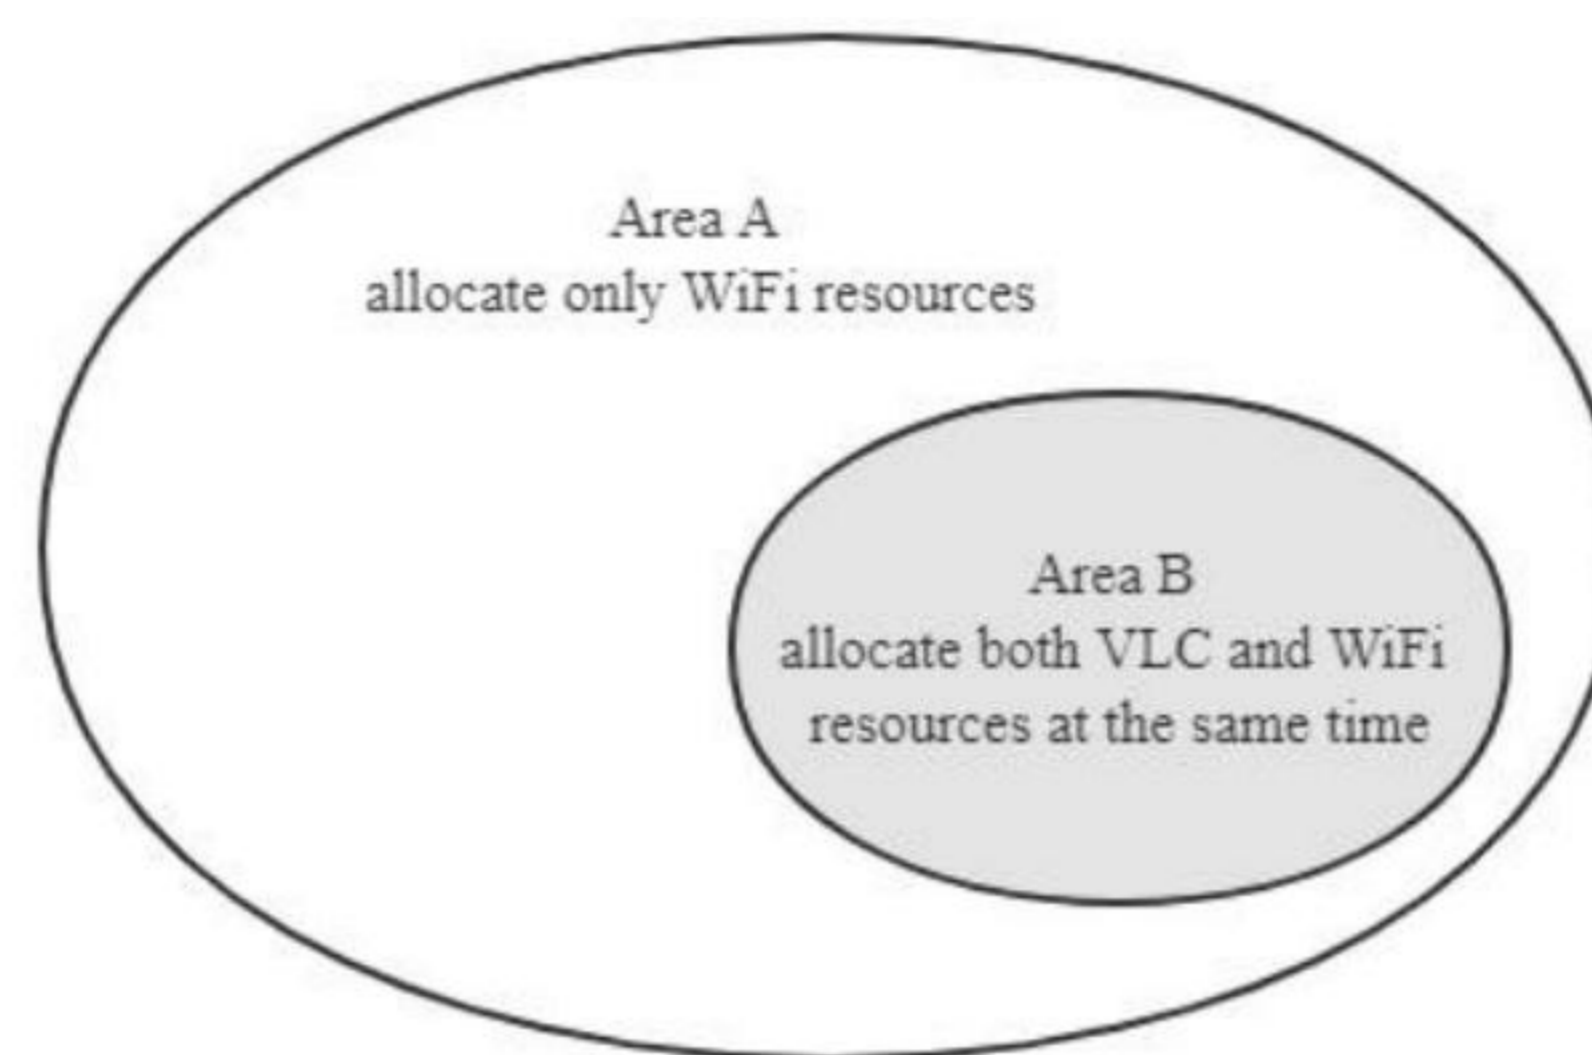 Area A
allocate only WiFi resources
Area B
allocate both VLC and WiFi
resources at the same time